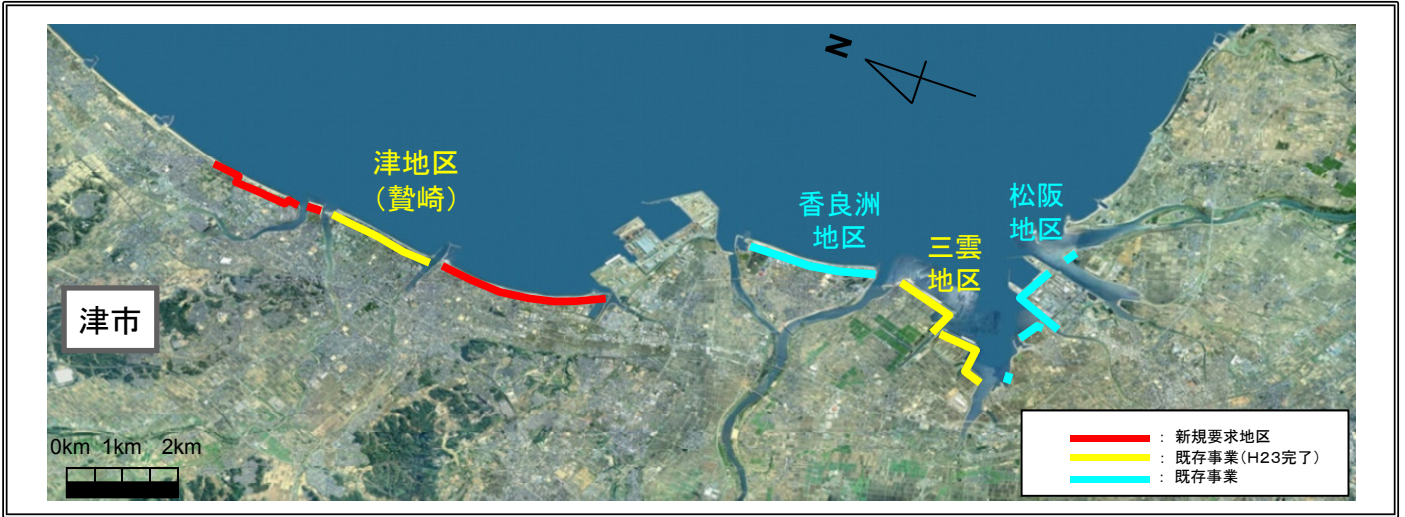 N
津地区
(贄崎)
香良洲
地区
三雲
地区
松阪
地区
津市
0km 1km 2km
: 新規要求地区
: 既存事業(H23完了)
: 既存事業